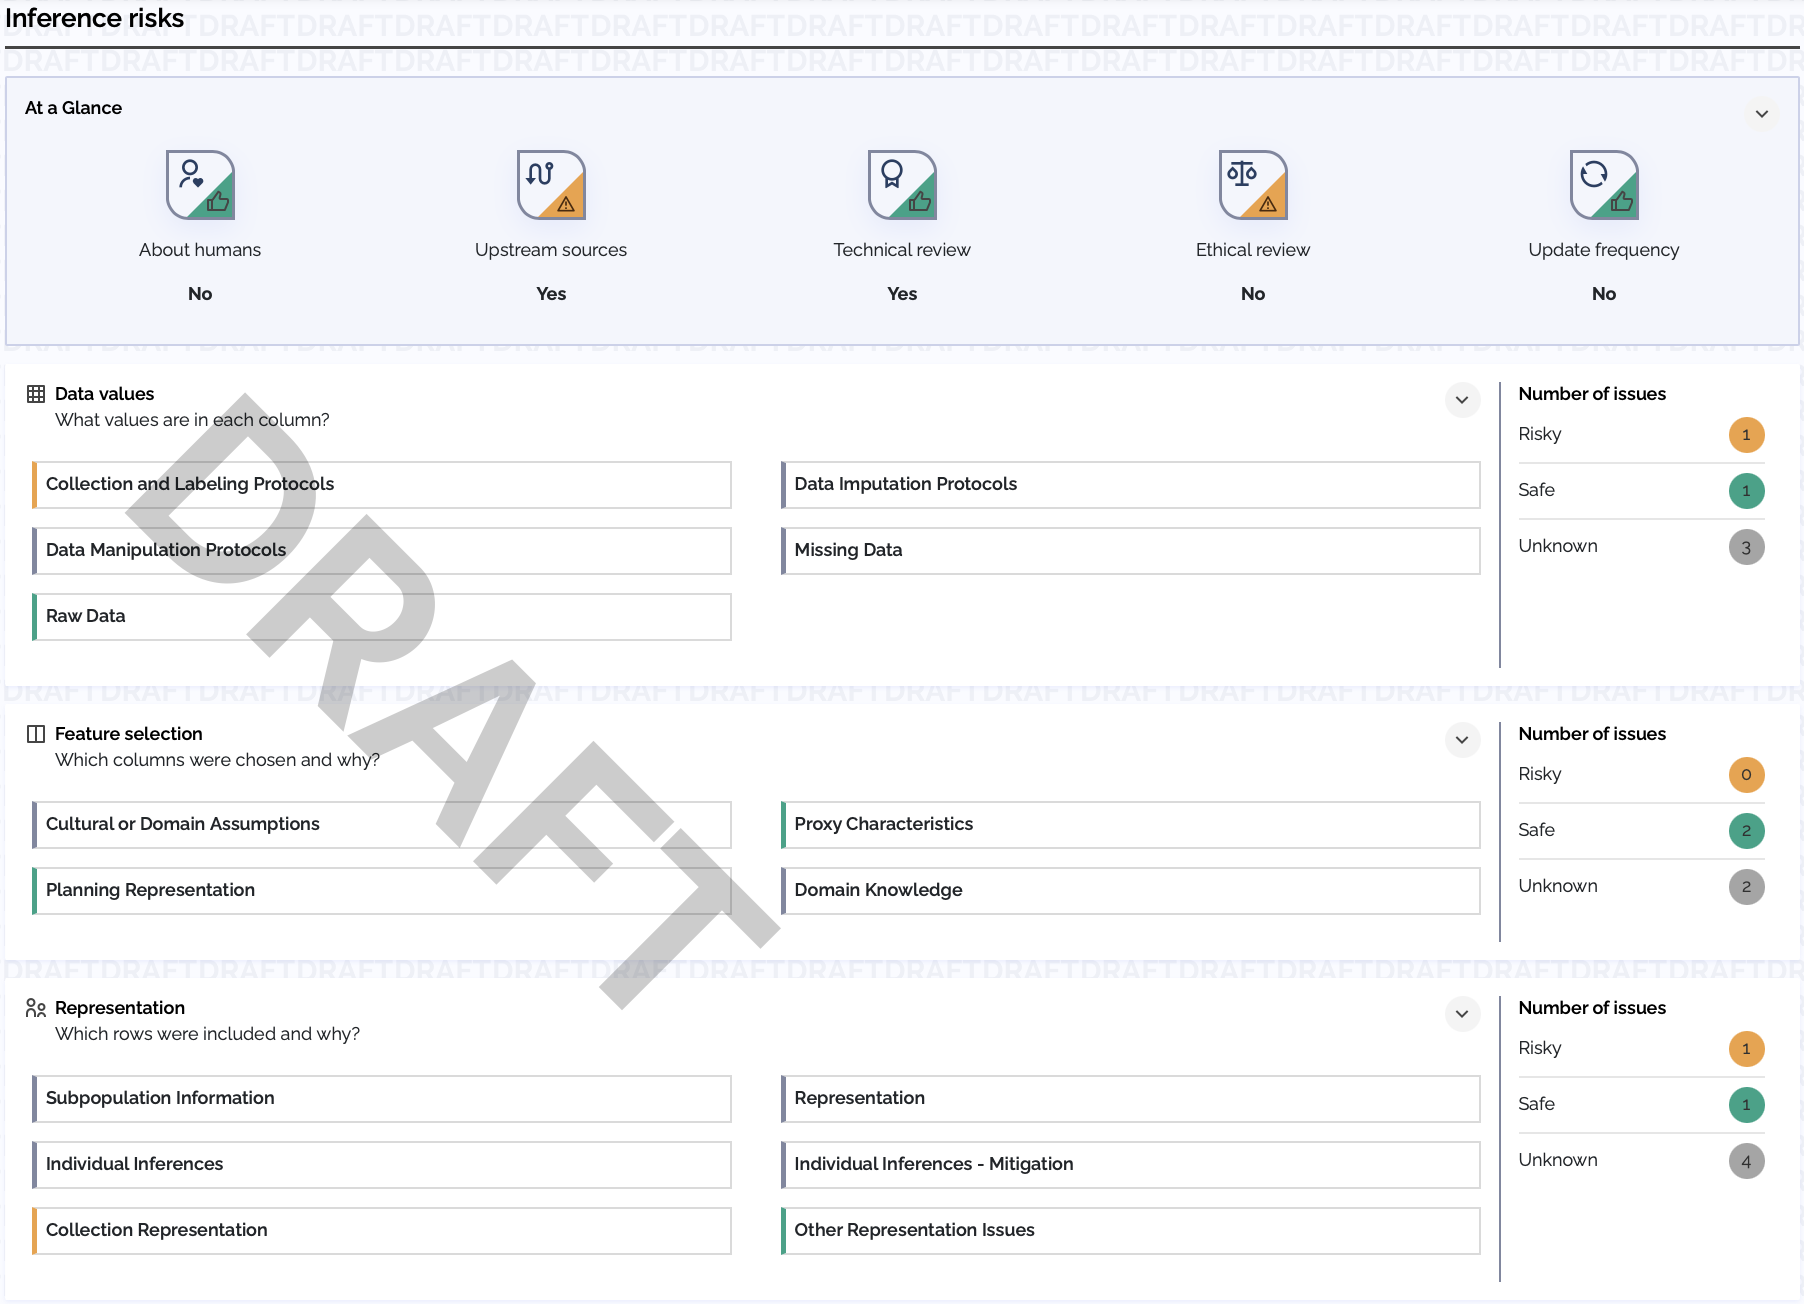 Inference risks
At a Glance
About humans
No
Upstream sources
Yes
Technical review
Yes
Ethical review
No
Update frequency
No
Data values
What values are in each column?
Collection and Labeling Protocols
Data Imputation Protocols
Data Manipulation Protocols
Missing Data
Raw Data
Number of issues
Risky 1
Safe 1
Unknown 3
Feature selection
Which columns were chosen and why?
Cultural or Domain Assumptions
Proxy Characteristics
Planning Representation
Domain Knowledge
Number of issues
Risky 0
Safe 2
Unknown 2
Representation
Which rows were included and why?
Subpopulation Information
Representation
Individual Inferences
Individual Inferences - Mitigation
Collection Representation
Other Representation Issues
Number of issues
Risky 1
Safe 1
Unknown 4
DRAFT